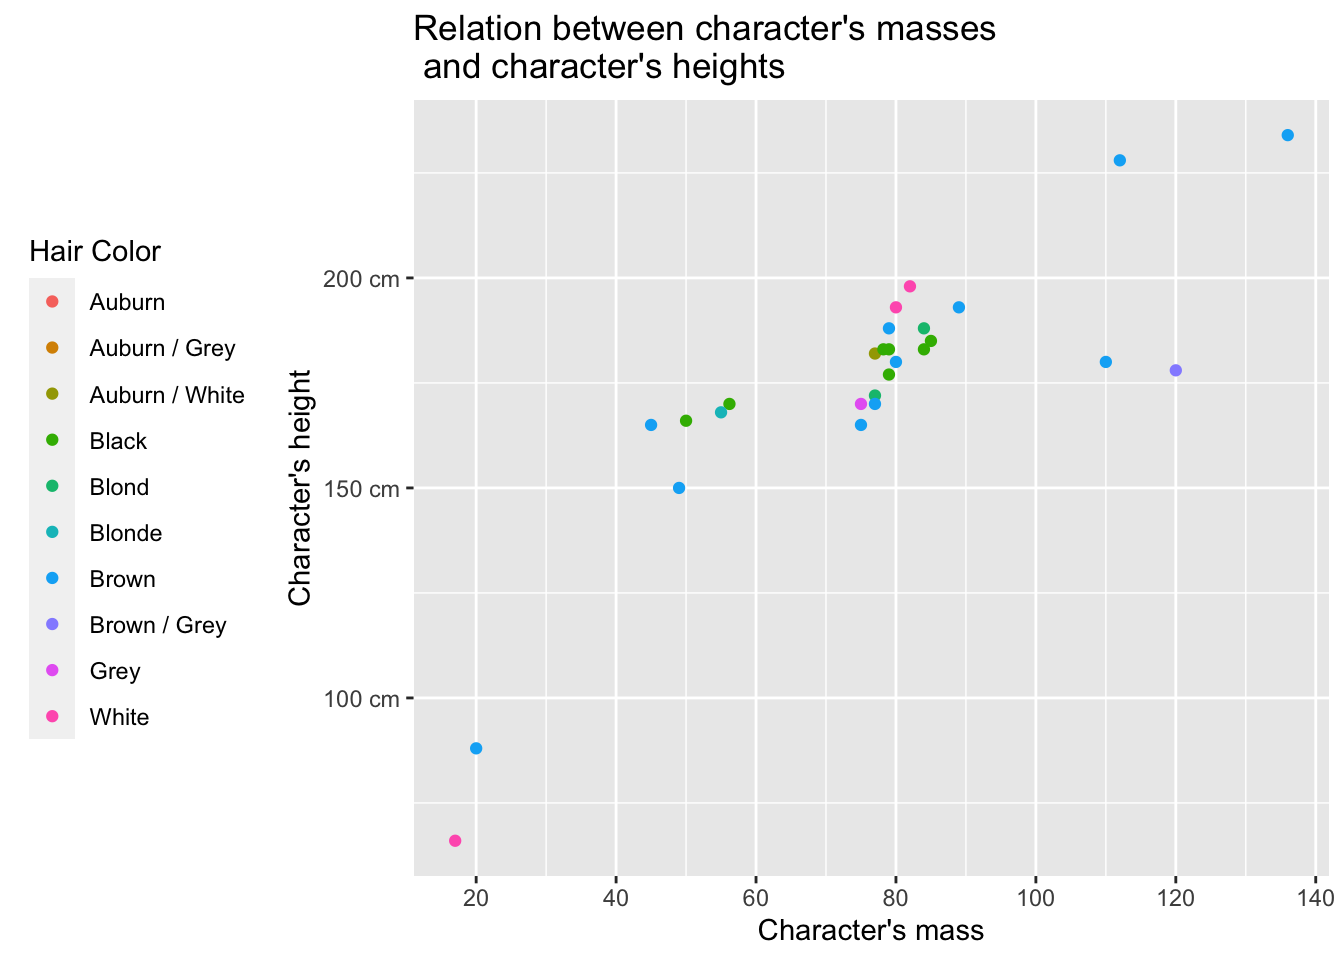 Relation between character's masses
and character's heights
Hair Color
Auburn
Auburn / Grey
Auburn / White
Black
Blond
Blonde
Brown
Brown / Grey
Grey
White
Character's height
200 cm
150 cm
100 cm
20 40 60 80 100 120 140
Character's mass